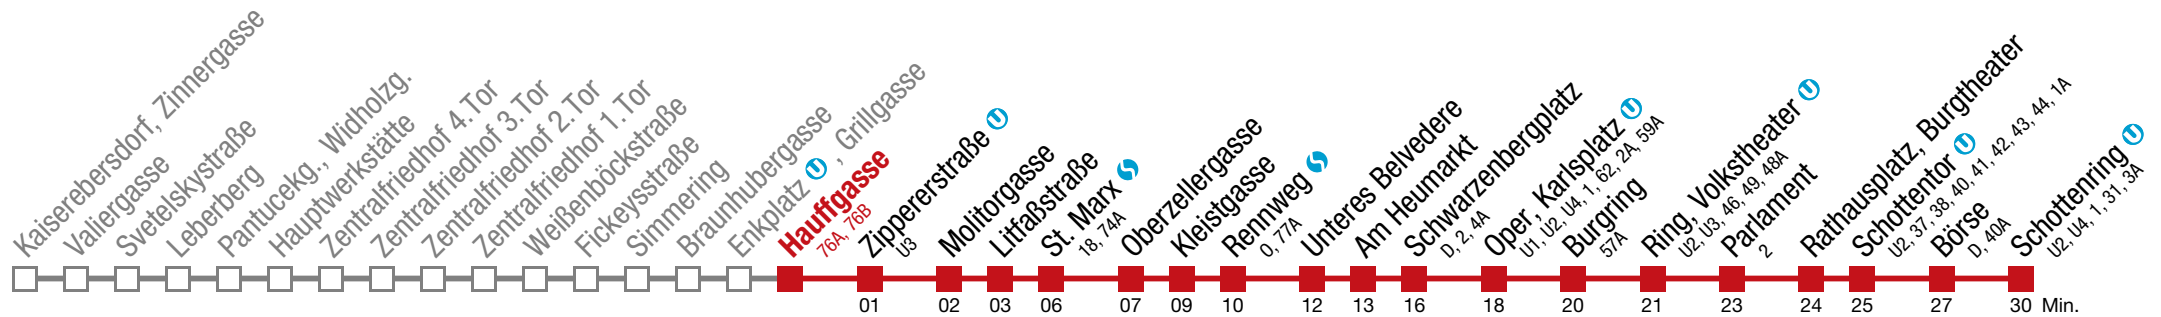 Kaiserebersdorf, Zinnergasse
Valiergasse
Svetelskystraße
Leberberg
Pantucekg., Widholzg.
Hauptwerkstätte
Zentralfriedhof 4.Tor
Zentralfriedhof 3.Tor
Zentralfriedhof 2.Tor
Zentralfriedhof 1.Tor
Weißenböckstraße
Fickeysstraße
Simmering
Braunhubergasse
Enkplatz U , Grillgasse
Hauffgasse
76A, 76B
Zippererstraße U
U3
Molitorgasse
Litfaßstraße
St. Marx S
18, 74A
Oberzellergasse
Kleistgasse
Rennweg S
O, 77A
Unteres Belvedere
Am Heumarkt
Schwarzenbergplatz
D, 2, 4A
Oper, Karlsplatz U
U1, U2, U4, 1, 62, 2A, 59A
Burgring
57A
Ring, Volkstheater U
U2, U3, 46, 49, 48A
Parlament
2
Rathausplatz, Burgtheater
Schottentor U
U2, 37, 38, 40, 41, 42, 43, 44, 1A
Börse
D, 40A
Schottenring U
U2, U4, 1, 31, 3A
01 02 03 06 07 09 10 12 13 16 18 20 21 23 24 25 27 30 Min.